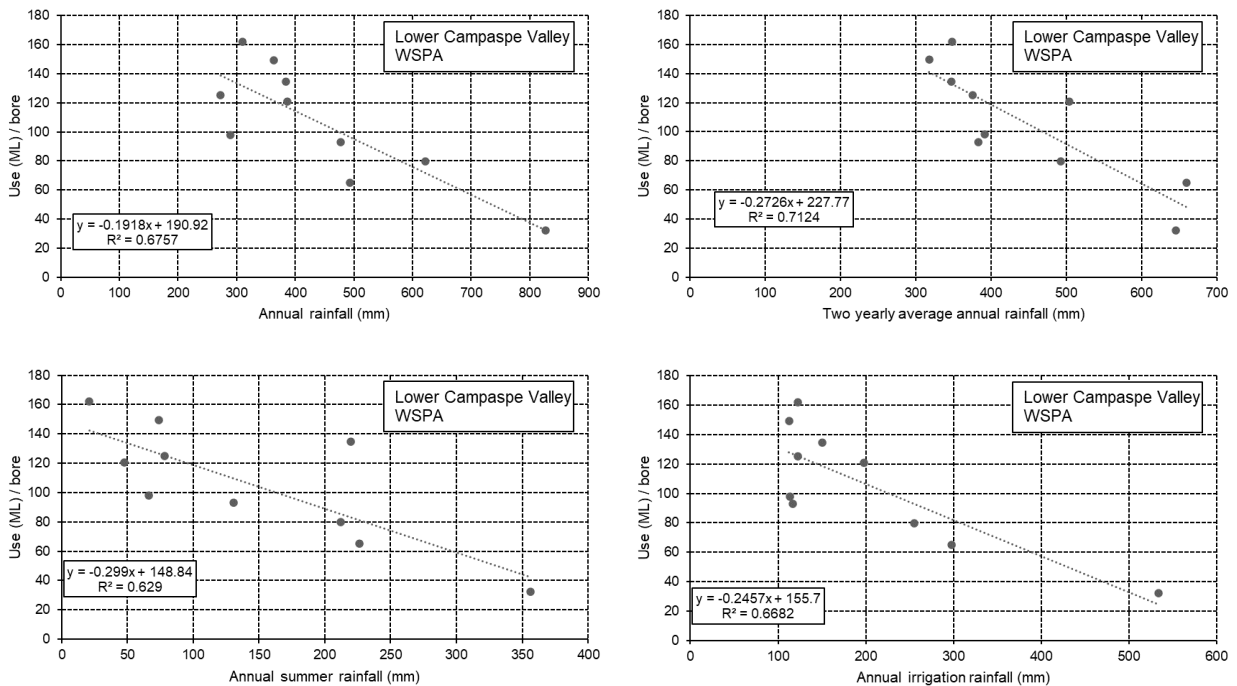 Lower Campaspe Valley
WSPA
Use (ML) / bore
180
160
140
120
100
80
60
40
20
0
y = -0.1918x + 190.92
R² = 0.6757
0 100 200 300 400 500 600 700 800 900
Annual rainfall (mm)
Lower Campaspe Valley
WSPA
Use (ML) / bore
180
160
140
120
100
80
60
40
20
0
y = -0.2726x + 227.77
R² = 0.7124
0 100 200 300 400 500 600 700
Two yearly average annual rainfall (mm)
Lower Campaspe Valley
WSPA
Use (ML) / bore
180
160
140
120
100
80
60
40
20
0
y = -0.299x + 148.84
R² = 0.629
0 50 100 150 200 250 300 350 400
Annual summer rainfall (mm)
Lower Campaspe Valley
WSPA
Use (ML) / bore
180
160
140
120
100
80
60
40
20
0
y = -0.2457x + 155.7
R² = 0.6682
0 100 200 300 400 500 600
Annual irrigation rainfall (mm)